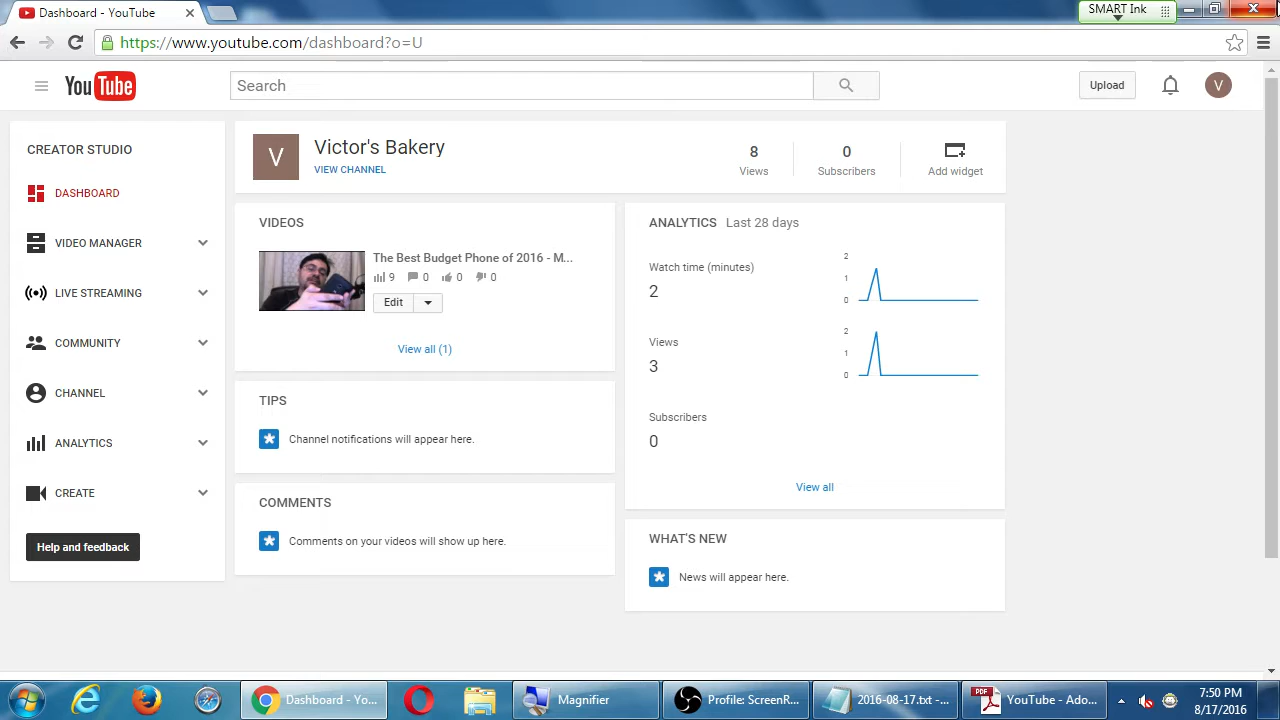 Dashboard - YouTube
SMART Ink
https://www.youtube.com/dashboard?o=U
YouTube
Search
Upload
V
CREATOR STUDIO
DASHBOARD
VIDEO MANAGER
LIVE STREAMING
COMMUNITY
CHANNEL
ANALYTICS
CREATE
Help and feedback
V
Victor's Bakery
VIEW CHANNEL
8
Views
0
Subscribers
Add widget
VIDEOS
The Best Budget Phone of 2016 - M...
9 0 0 0
Edit
View all (1)
TIPS
Channel notifications will appear here.
COMMENTS
Comments on your videos will show up here.
ANALYTICS Last 28 days
Watch time (minutes)
2
2
1
0
Views
3
2
1
0
Subscribers
0
View all
WHAT'S NEW
News will appear here.
Dashboard - Yo...
Magnifier
Profile: ScreenR...
2016-08-17.txt -...
PDF
YouTube - Ado...
7:50 PM
8/17/2016